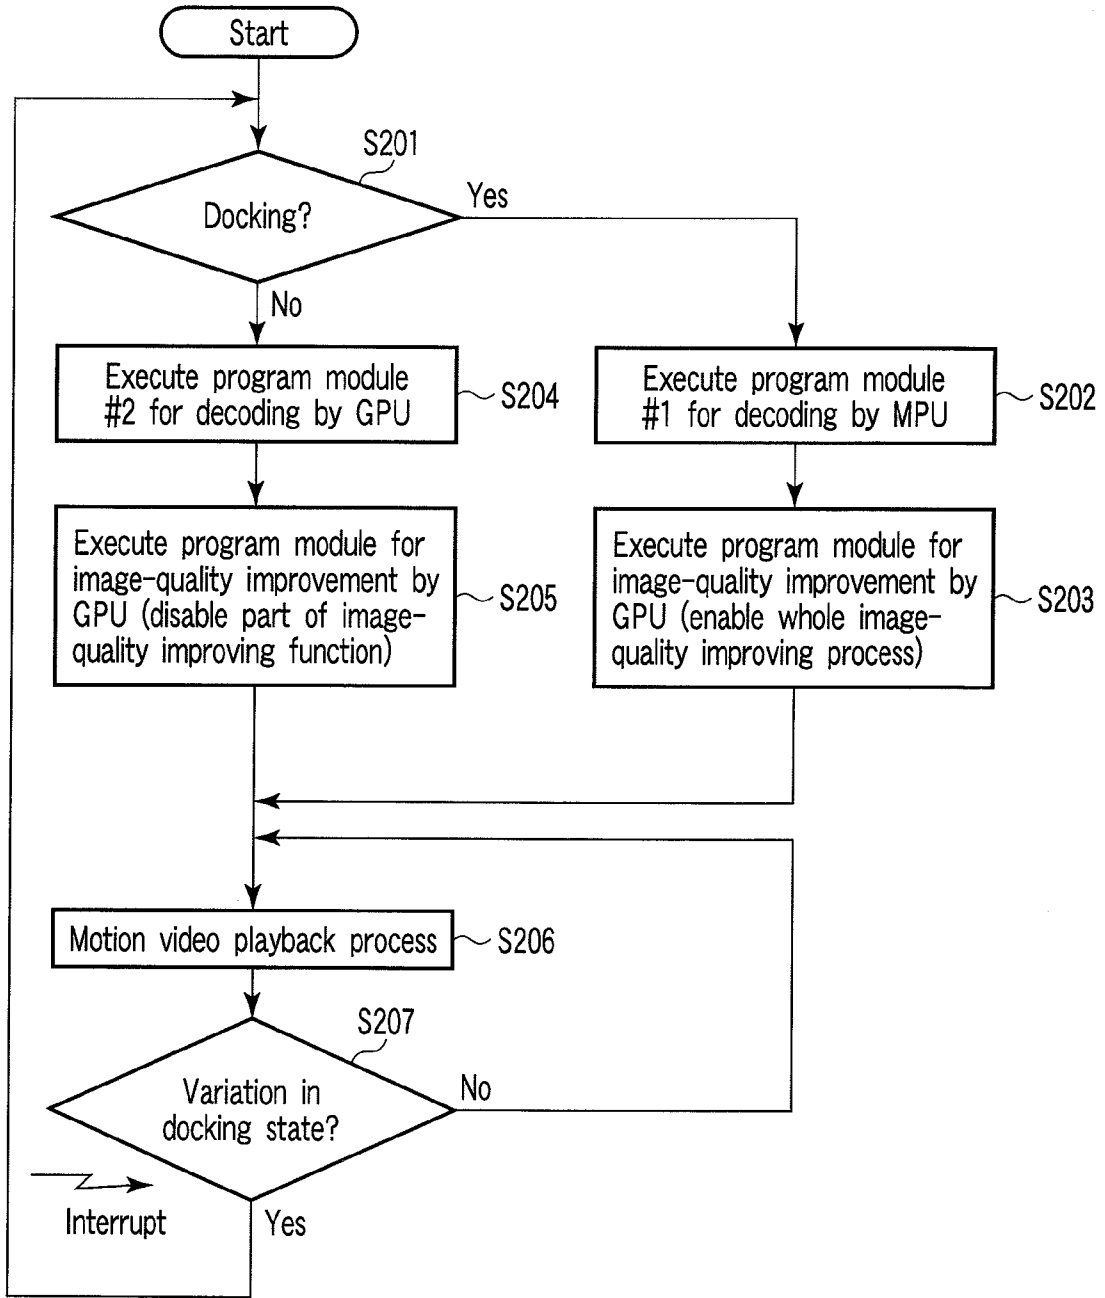 Start
S201
Docking?
Yes
No
Execute program module
#2 for decoding by GPU
S204
Execute program module
#1 for decoding by MPU
S202
Execute program module for
image-quality improvement by
GPU (disable part of image-
quality improving function)
S205
Execute program module for
image-quality improvement by
GPU (enable whole image-
quality improving process)
S203
Motion video playback process
S206
S207
Variation in
docking state?
No
Interrupt
Yes